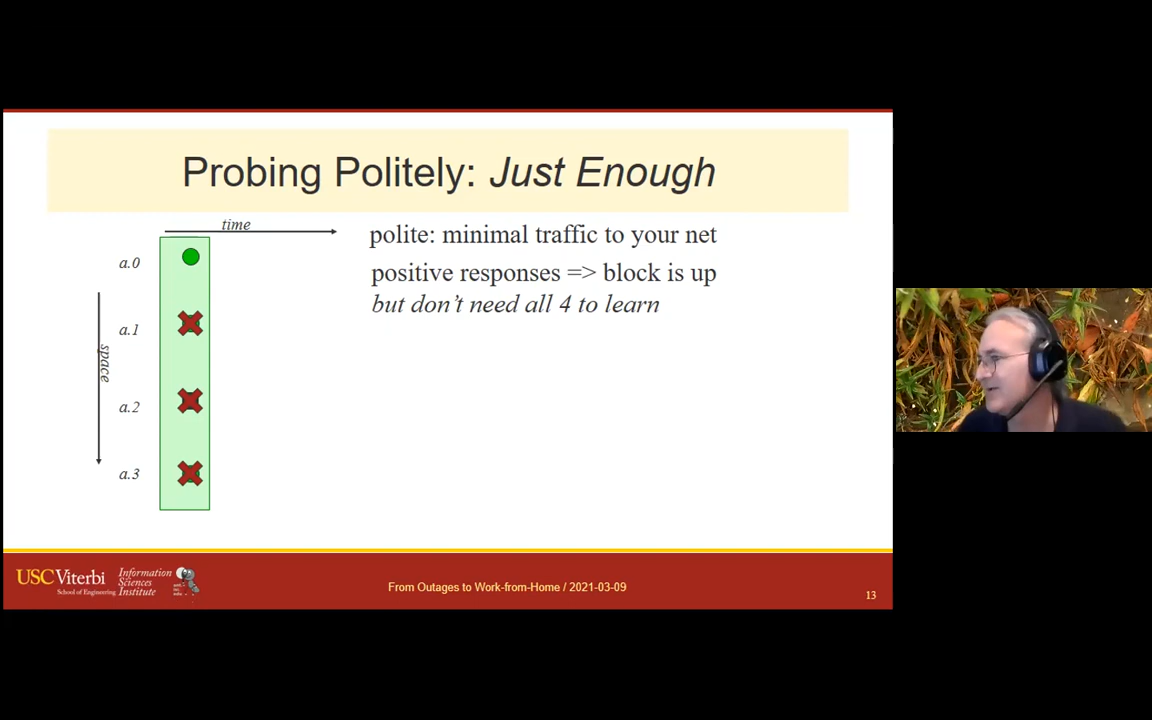 Probing Politely: Just Enough
time
polite: minimal traffic to your net
a.0
positive responses => block is up
but don't need all 4 to learn
a.1
space
a.2
a.3
USC Viterbi
School of Engineering
Information
Sciences
Institute
From Outages to Work-from-Home / 2021-03-09
13